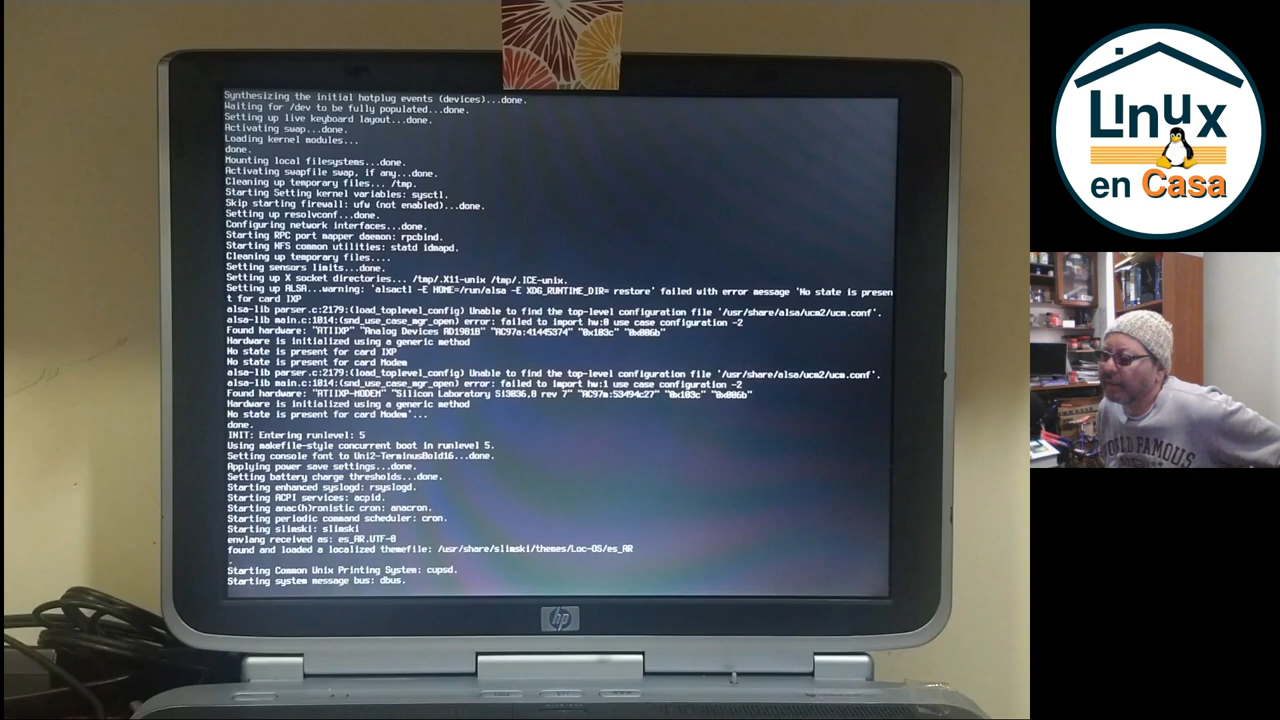 Synthesizing the initial hotplug events (devices)...done.
Waiting for /dev to be fully populated...done.
Setting up live keyboard layout...done.
Activating swap...done.
Loading kernel modules...
done.
Mounting local filesystems...done.
Activating swapfile swap, if any...done.
Cleaning up temporary files... /tmp.
Starting Setting kernel variables: sysctl.
Skip starting firewall: ufw (not enabled)...done.
Setting up resolvconf...done.
Configuring network interfaces...done.
Starting RPC port mapper daemon: rpcbind.
Starting NFS common utilities: statd idmapd.
Cleaning up temporary files....
Setting sensors limits...done.
Setting up X socket directories... /tmp/.X11-unix /tmp/.ICE-unix.
Setting up ALSA...warning: 'alsactl -E HOME=/run/alsa -E XDG_RUNTIME_DIR= restore' failed with error message 'No state is presen
t for card IXP
alsa-lib parser.c:2179:(load_toplevel_config) Unable to find the top-level configuration file '/usr/share/alsa/ucm2/ucm.conf'.
alsa-lib main.c:1014:(snd_use_case_mgr_open) error: failed to import hw:0 use case configuration -2
Found hardware: "ATIIXP" "Analog Devices AD1981B" "AC97a:41445374" "0x103c" "0x006b"
Hardware is initialized using a generic method
No state is present for card IXP
No state is present for card Modem
alsa-lib parser.c:2179:(load_toplevel_config) Unable to find the top-level configuration file '/usr/share/alsa/ucm2/ucm.conf'.
alsa-lib main.c:1014:(snd_use_case_mgr_open) error: failed to import hw:1 use case configuration -2
Found hardware: "ATIIXP-MODEM" "Silicon Laboratory Si3036,8 rev 7" "AC97m:53494c27" "0x103c" "0x006b"
Hardware is initialized using a generic method
No state is present for card Modem'...
done.
INIT: Entering runlevel: 5
Using makefile-style concurrent boot in runlevel 5.
Setting console font to Uni2-TerminusBold16...done.
Applying power save settings...done.
Setting battery charge thresholds...done.
Starting enhanced syslogd: rsyslogd.
Starting ACPI services: acpid.
Starting anac(h)ronistic cron: anacron.
Starting periodic command scheduler: cron.
Starting slimski: slimski
envlang received as: es_AR.UTF-8
found and loaded a localized themefile: /usr/share/slimski/themes/Loc-OS/es_AR
.
Starting Common Unix Printing System: cupsd.
Starting system message bus: dbus.
hp
LInux
en Casa
WORLD FAMOUS